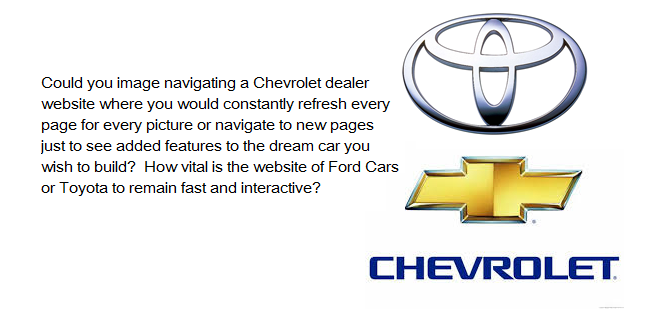 Could you image navigating a Chevrolet dealer
website where you would constantly refresh every
page for every picture or navigate to new pages
just to see added features to the dream car you
wish to build?  How vital is the website of Ford Cars
or Toyota to remain fast and interactive?
CHEVROLET